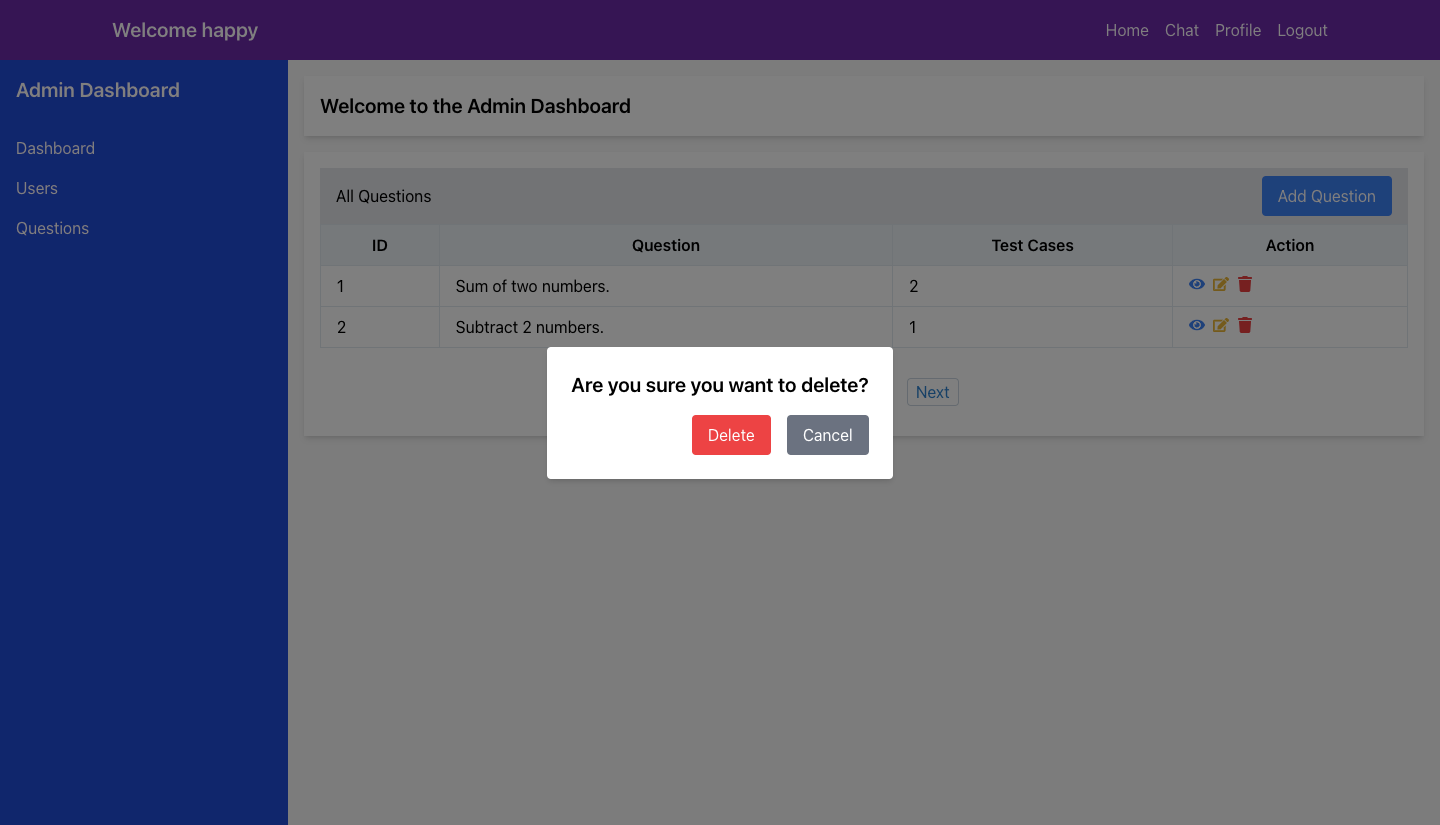 Welcome happy
Home Chat Profile Logout
Admin Dashboard
Dashboard
Users
Questions
Welcome to the Admin Dashboard
All Questions
Add Question
ID Question Test Cases Action
1 Sum of two numbers. 2
2 Subtract 2 numbers. 1
Are you sure you want to delete?
Delete Cancel
Next